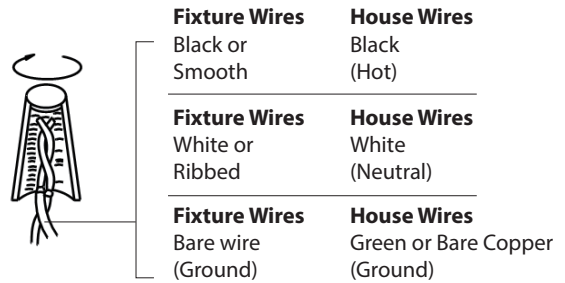 Fixture Wires House Wires
Black or Black
Smooth (Hot)
Fixture Wires House Wires
White or White
Ribbed (Neutral)
Fixture Wires House Wires
Bare wire Green or Bare Copper
(Ground) (Ground)